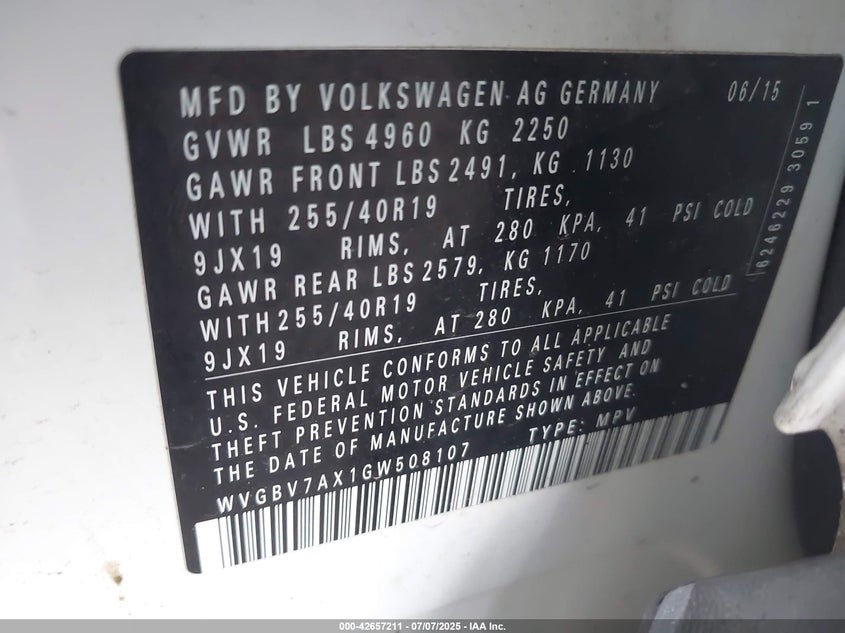 MFD BY VOLKSWAGEN AG GERMANY 06/15
GVWR LBS 4960 KG 2250
GAWR FRONT LBS 2491, KG 1130
WITH 255/40R19 TIRES,
9JX19 RIMS, AT 280 KPA, 41 PSI COLD
GAWR REAR LBS 2579, KG 1170
WITH 255/40R19 TIRES,
9JX19 RIMS, AT 280 KPA, 41 PSI COLD
THIS VEHICLE CONFORMS TO ALL APPLICABLE
U.S. FEDERAL MOTOR VEHICLE SAFETY AND
THEFT PREVENTION STANDARDS IN EFFECT ON
THE DATE OF MANUFACTURE SHOWN ABOVE.
WVGBV7AX1GW508107 TYPE: MPV
6246229 30591
000-42657211 - 07/07/2025 - IAA Inc.